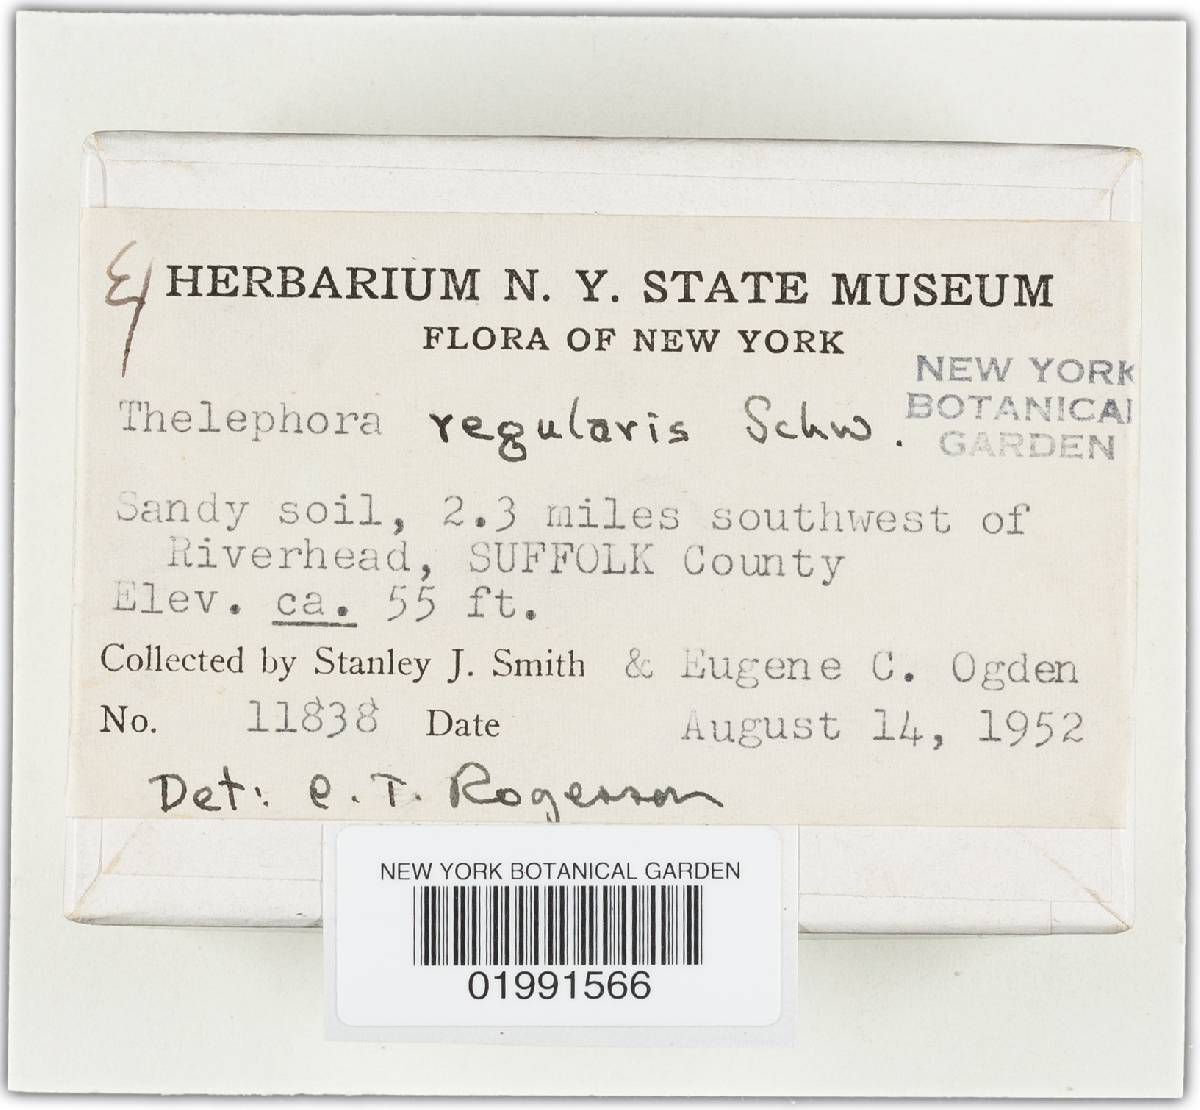 HERBARIUM N. Y. STATE MUSEUM
FLORA OF NEW YORK
NEW YORK
BOTANICAL
GARDEN
Thelephora regularis Schw.
Sandy soil, 2.3 miles southwest of
Riverhead, SUFFOLK County
Elev. ca. 55 ft.
Collected by Stanley J. Smith & Eugene C. Ogden
No. 11838 Date August 14, 1952
Det: C. T. Rogerson
NEW YORK BOTANICAL GARDEN
01991566